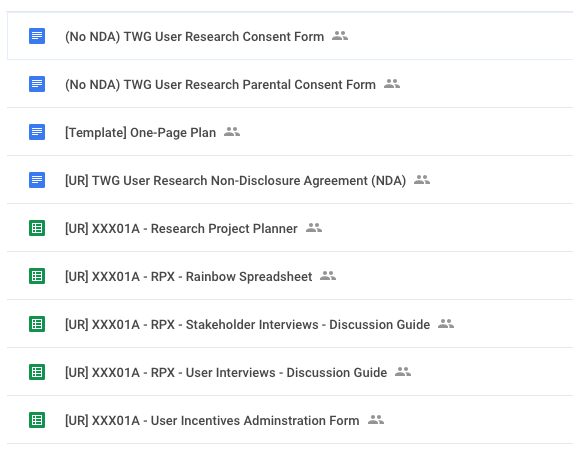 (No NDA) TWG User Research Consent Form
(No NDA) TWG User Research Parental Consent Form
[Template] One-Page Plan
[UR] TWG User Research Non-Disclosure Agreement (NDA)
[UR] XXX01A - Research Project Planner
[UR] XXX01A - RPX - Rainbow Spreadsheet
[UR] XXX01A - RPX - Stakeholder Interviews - Discussion Guide
[UR] XXX01A - RPX - User Interviews - Discussion Guide
[UR] XXX01A - User Incentives Adminstration Form